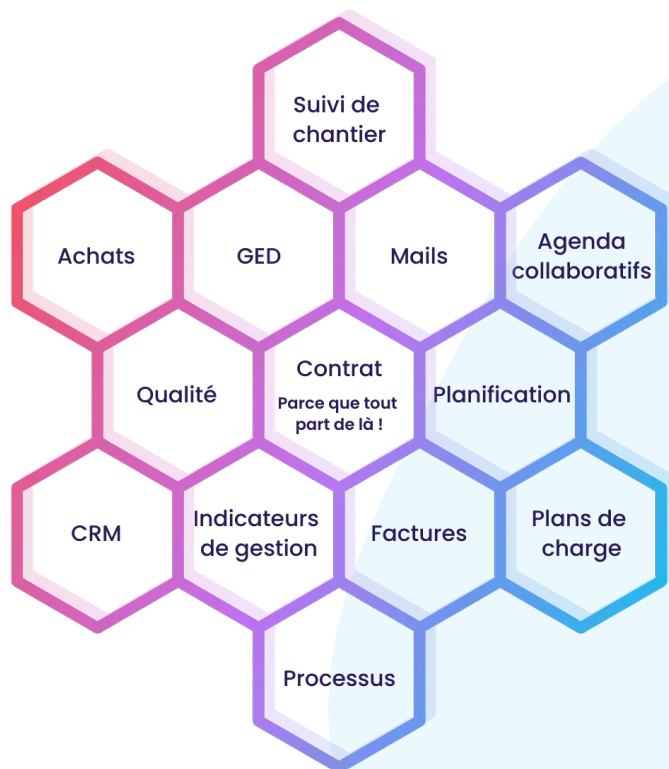 Suivi de
chantier
Achats
GED
Mails
Agenda
collaboratifs
Qualité
Contrat
Parce que tout
part de là !
Planification
CRM
Indicateurs
de gestion
Factures
Plans de
charge
Processus